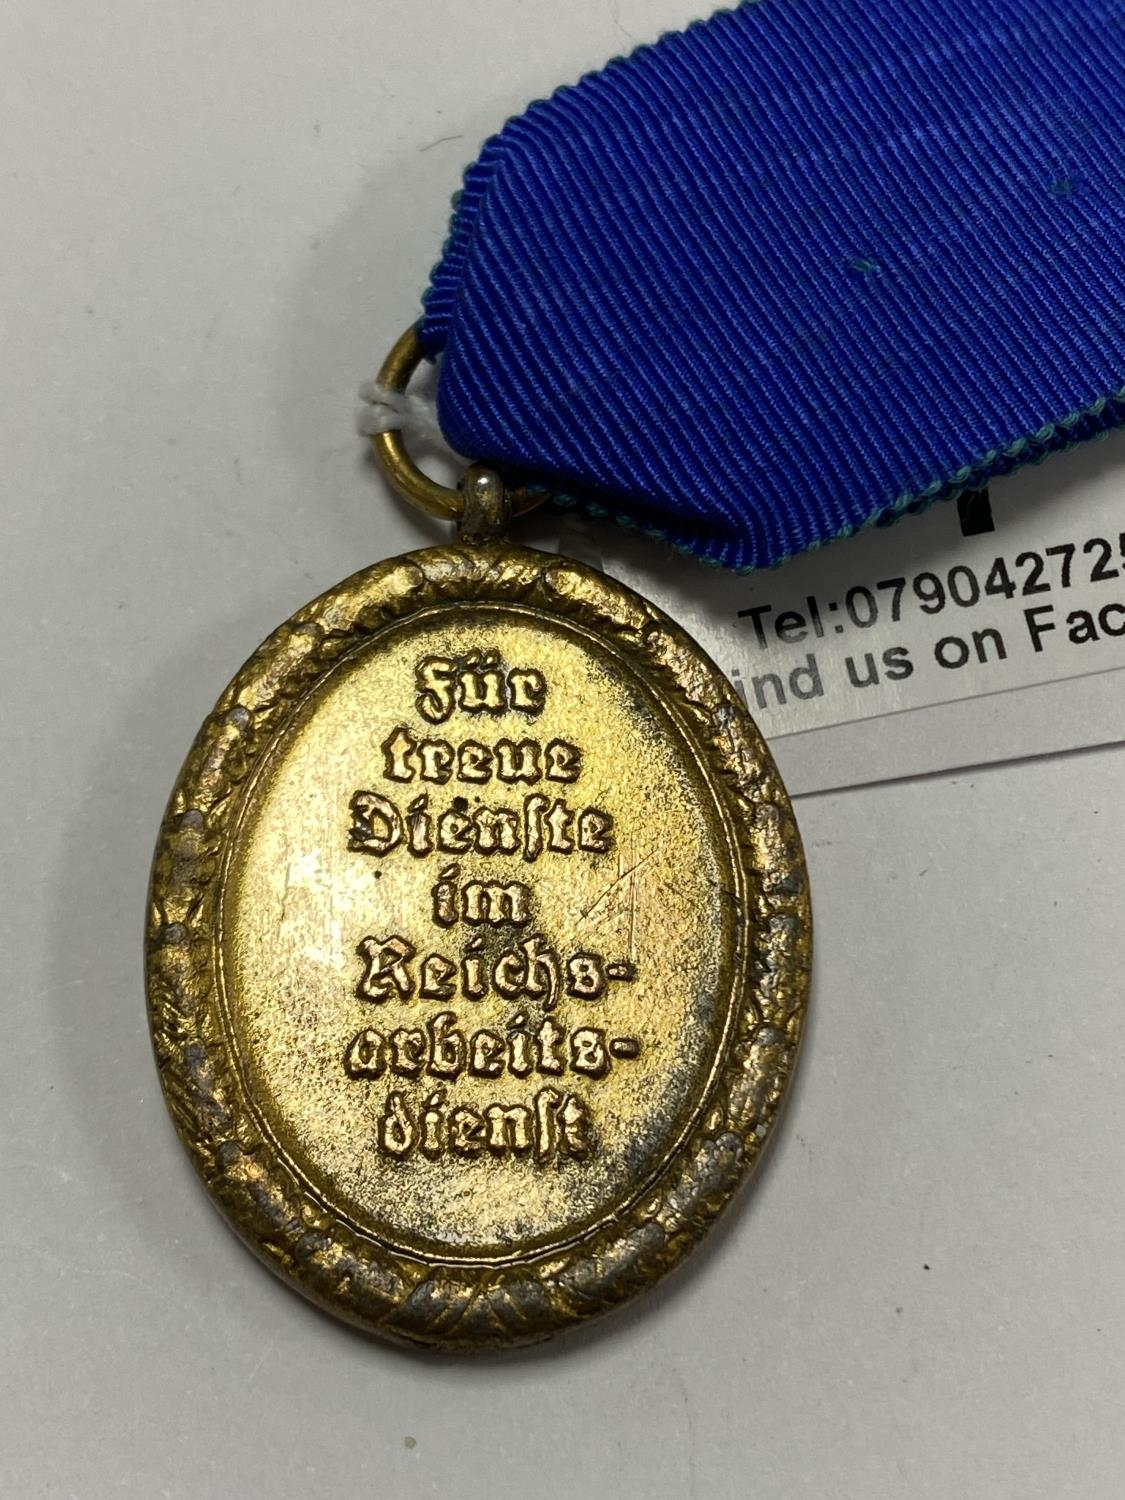 Für
treue
Dienste
im
Reichs-
arbeits-
dienst
Tel:079042725
ind us on Fac